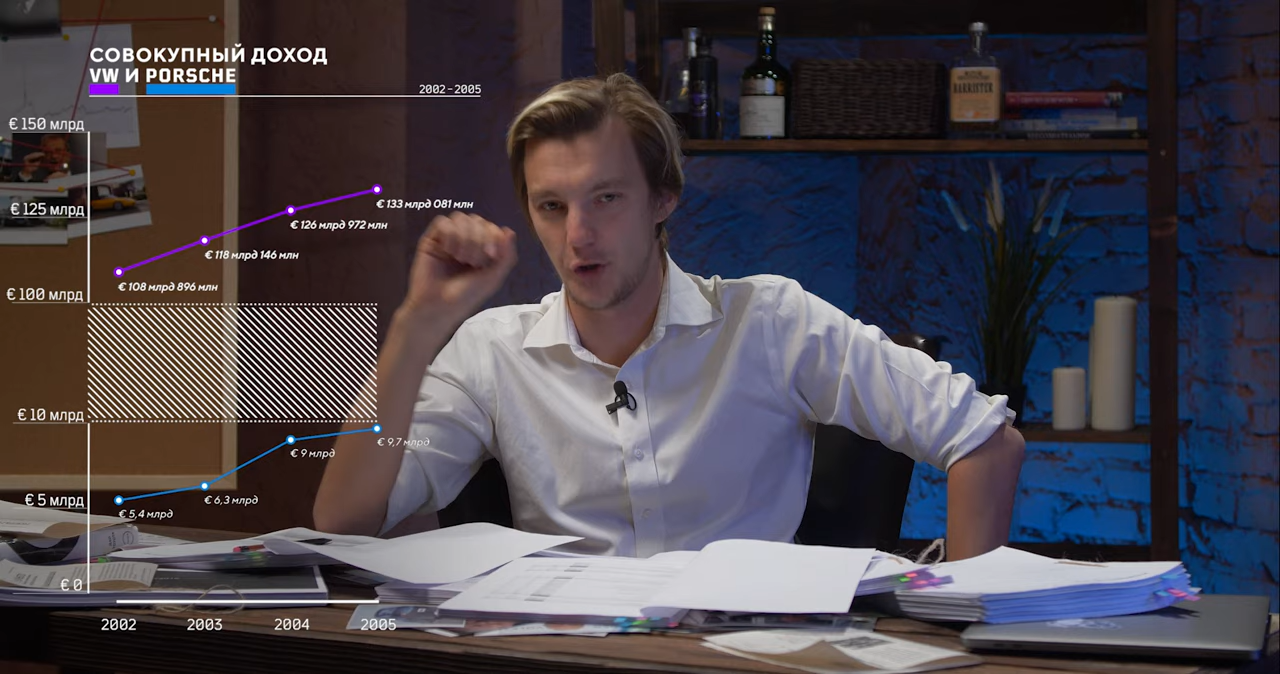 СОВОКУПНЫЙ ДОХОД
VW И PORSCHE
2002-2005
€ 150 млрд
€ 125 млрд
€ 100 млрд
€ 10 млрд
€ 5 млрд
€ 0
€ 108 млрд 896 млн
€ 118 млрд 146 млн
€ 126 млрд 972 млн
€ 133 млрд 081 млн
€ 5,4 млрд
€ 6,3 млрд
€ 9 млрд
€ 9,7 млрд
2002
2003
2004
2005
BARRISTER